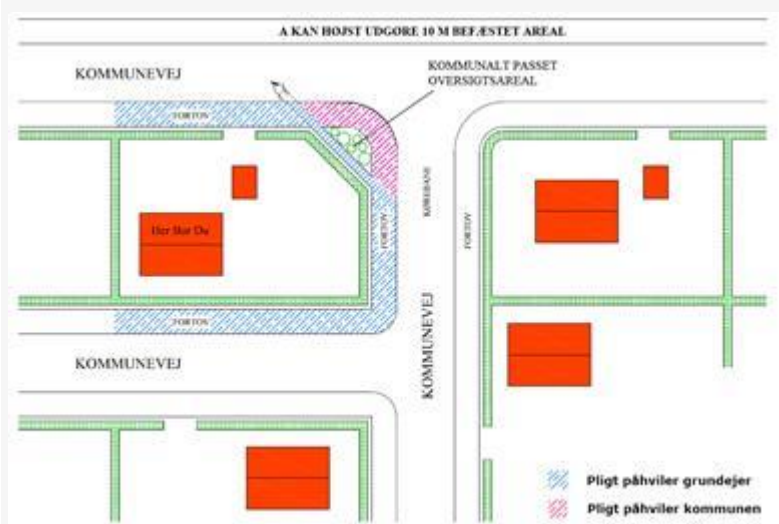 A KAN HØJST UDGØRE 10 M BEFÆSTET AREAL
KOMMUNALT PASSET
OVERSIGTSAREAL
KOMMUNEVEJ
FORTOV
KØREBANE
FORTOV
FORTOV
Her Bor Du
FORTOV
KOMMUNEVEJ
KOMMUNEVEJ
Pligt påhviler grundejer
Pligt påhviler kommunen